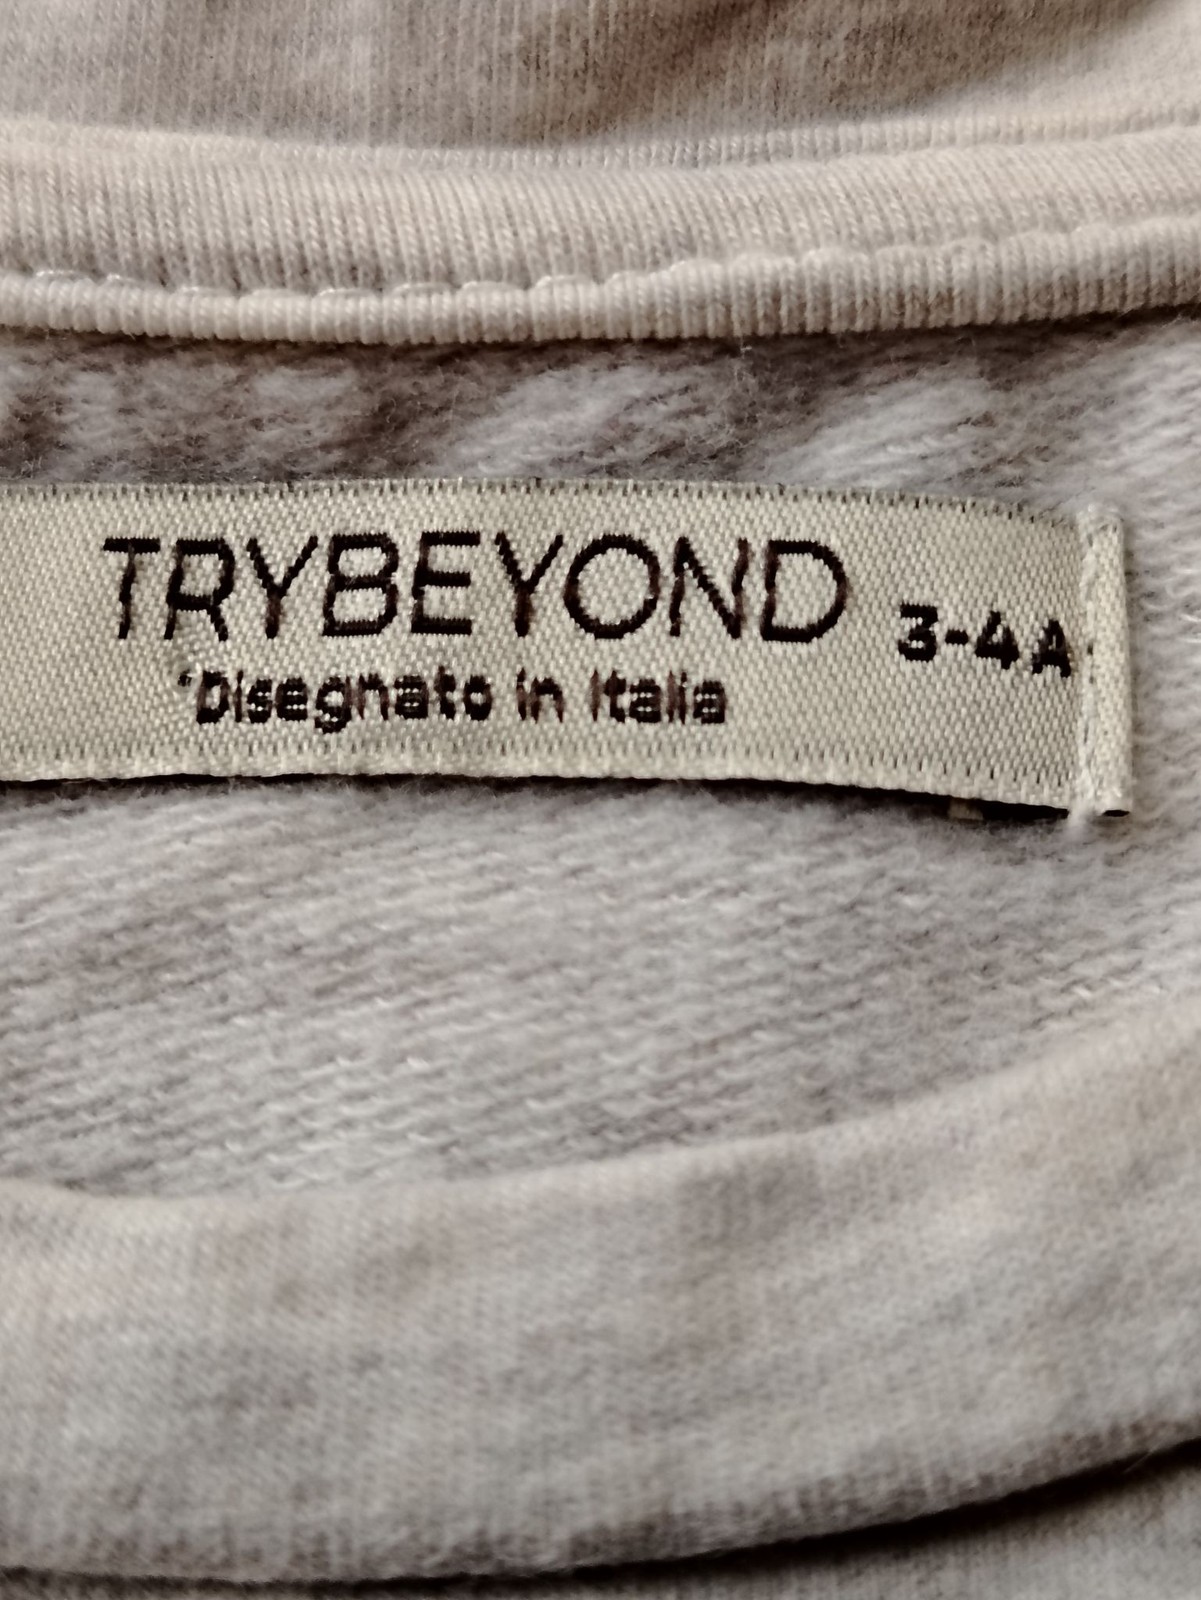 TRYBEYOND
3-4A
Disegnato in Italia